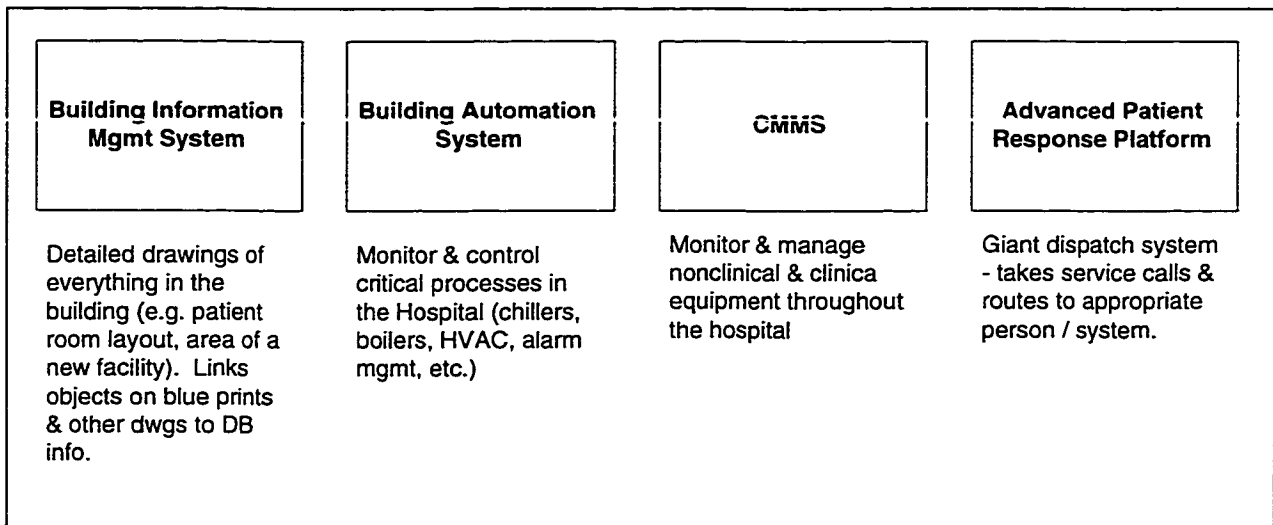 Building Information
Mgmt System
Detailed drawings of
everything in the
building (e.g. patient
room layout, area of a
new facility). Links
objects on blue prints
& other dwgs to DB
info.
Building Automation
System
Monitor & control
critical processes in
the Hospital (chillers,
boilers, HVAC, alarm
mgmt, etc.)
CMMS
Monitor & manage
nonclinical & clinica
equipment throughout
the hospital
Advanced Patient
Response Platform
Giant dispatch system
- takes service calls &
routes to appropriate
person / system.